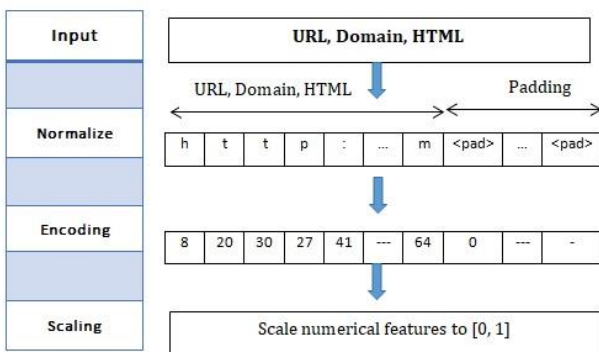 Input
URL, Domain, HTML
URL, Domain, HTML
Padding
Normalize
h t t p : ... m <pad> ... <pad>
Encoding
8 20 30 27 41 --- 64 0 --- -
Scaling
Scale numerical features to [0, 1]